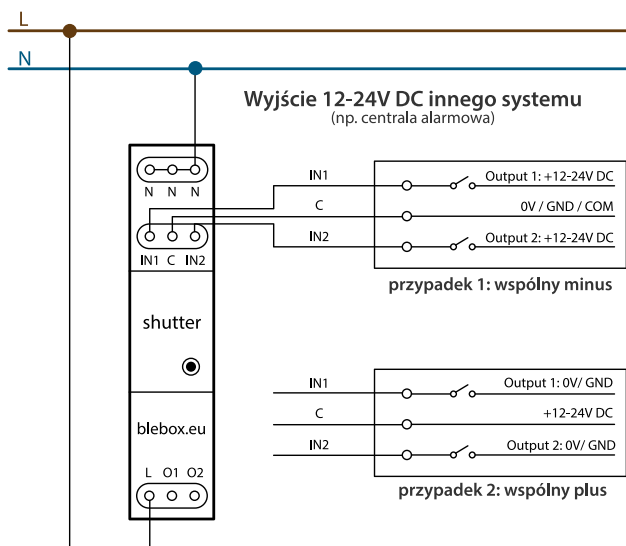 L
N
Wyjście 12-24V DC innego systemu
(np. centrala alarmowa)
N N N
IN1 C IN2
shutter
blebox.eu
L O1 O2
IN1
Output 1: +12-24V DC
C
0V / GND / COM
IN2
Output 2: +12-24V DC
przypadek 1: wspólny minus
IN1
Output 1: 0V/ GND
C
+12-24V DC
IN2
Output 2: 0V/ GND
przypadek 2: wspólny plus